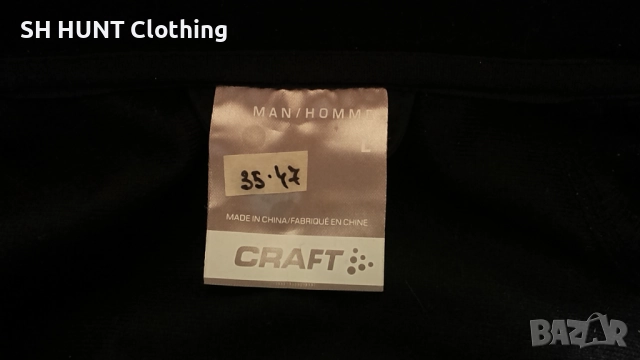 SH HUNT Clothing
MAN/HOMME
L
35.47
MADE IN CHINA/FABRIQUÉ EN CHINE
CRAFT
BAZAR